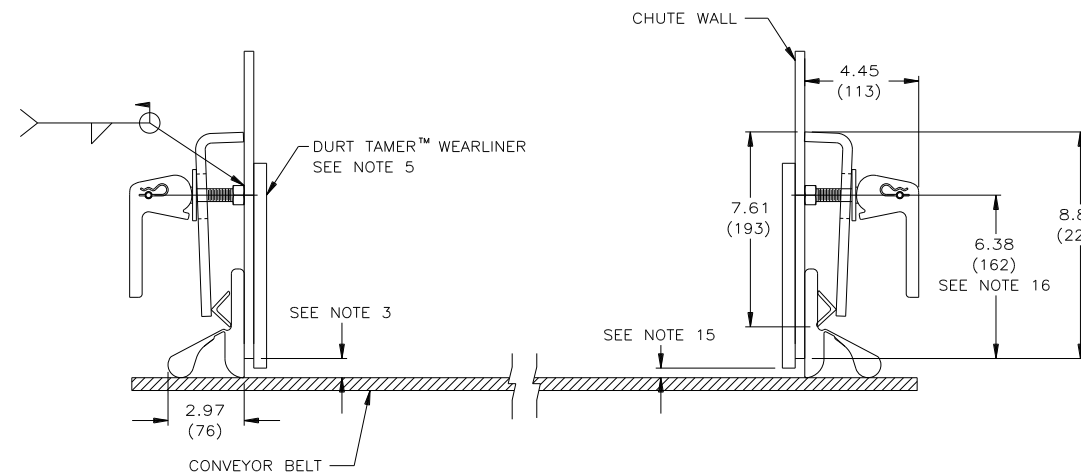 CHUTE WALL
4.45
(113)
DURT TAMER™ WEARLINER
SEE NOTE 5
7.61
(193)
6.38
(162)
SEE NOTE 16
SEE NOTE 3
SEE NOTE 15
2.97
(76)
CONVEYOR BELT